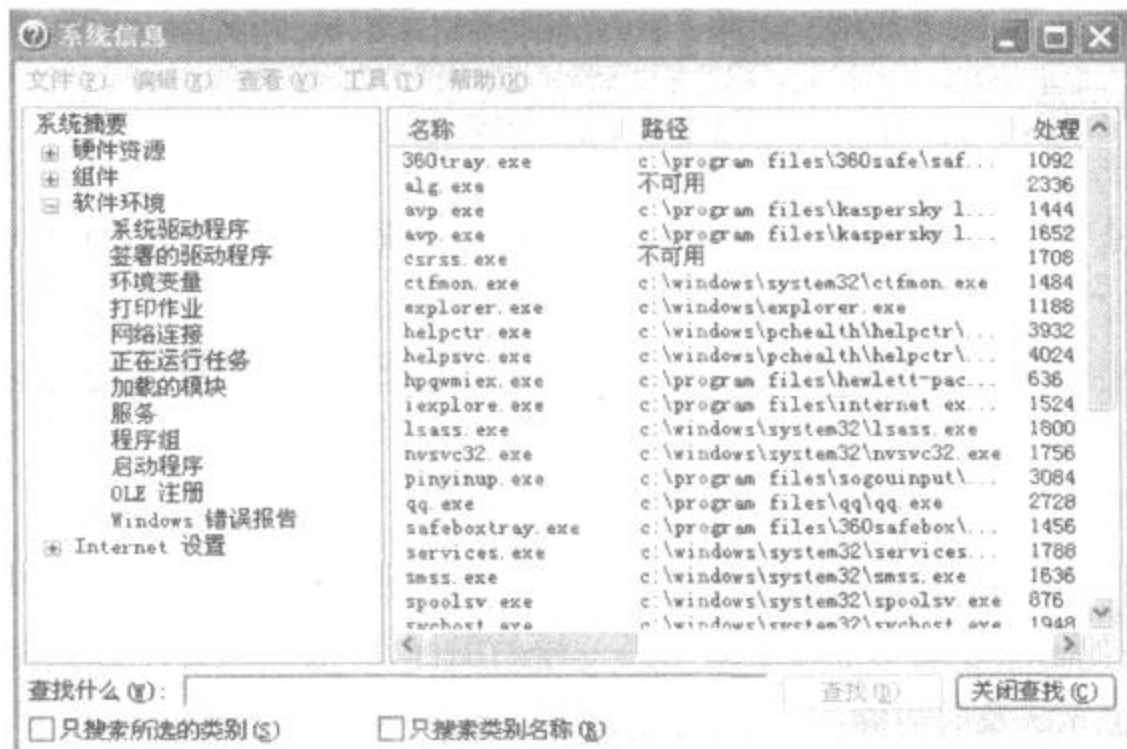 系统信息
文件(F) 编辑(E) 查看(V) 工具(T) 帮助(H)
系统摘要
硬件资源
组件
软件环境
系统驱动程序
签署的驱动程序
环境变量
打印作业
网络连接
正在运行任务
加载的模块
服务
程序组
启动程序
OLE 注册
Windows 错误报告
Internet 设置
名称 路径 处理
360tray.exe c:\program files\360safe\saf... 1092
alg.exe 不可用 2336
avp.exe c:\program files\kaspersky l... 1444
avp.exe c:\program files\kaspersky l... 1652
csrss.exe 不可用 1708
ctfmon.exe c:\windows\system32\ctfmon.exe 1484
explorer.exe c:\windows\explorer.exe 1188
helpctr.exe c:\windows\pchealth\helpctr\... 3932
helpsvc.exe c:\windows\pchealth\helpctr\... 4024
hpqwmiex.exe c:\program files\hewlett-pac... 636
iexplore.exe c:\program files\internet ex... 1524
lsass.exe c:\windows\system32\lsass.exe 1800
nvsvc32.exe c:\windows\system32\nvsvc32.exe 1756
pinyinup.exe c:\program files\sogouinput\... 3084
qq.exe c:\program files\qq\qq.exe 2728
safeboxtray.exe c:\program files\360safebox\... 1456
services.exe c:\windows\system32\services... 1788
smss.exe c:\windows\system32\smss.exe 1636
spoolsv.exe c:\windows\system32\spoolsv.exe 876
svchost.exe c:\windows\system32\svchost.exe 1948
查找什么(W): 查找(D) 关闭查找(C)
只搜索所选的类别(S) 只搜索类别名称(R)